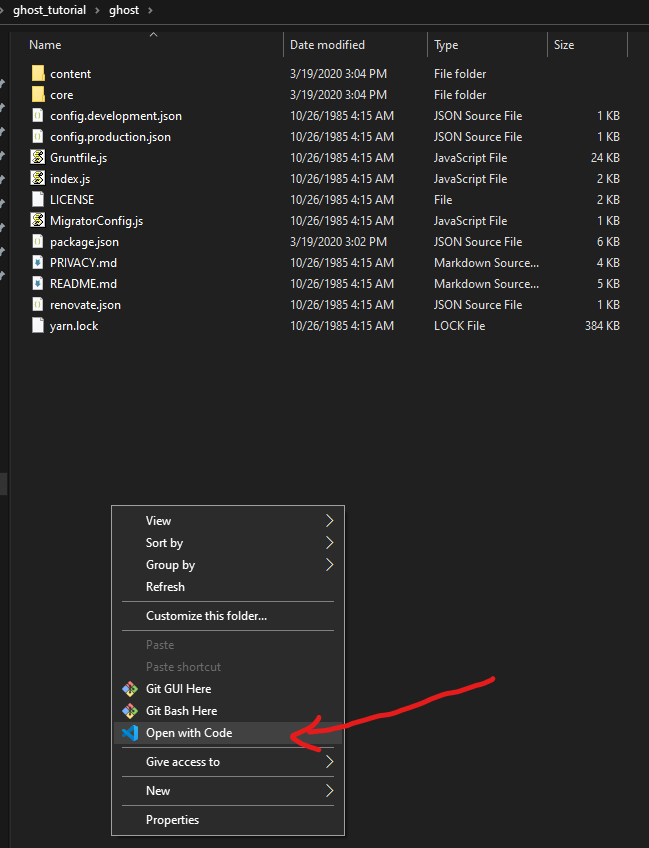 ghost_tutorial > ghost >
Name Date modified Type Size
content 3/19/2020 3:04 PM File folder
core 3/19/2020 3:04 PM File folder
config.development.json 10/26/1985 4:15 AM JSON Source File 1 KB
config.production.json 10/26/1985 4:15 AM JSON Source File 1 KB
Gruntfile.js 10/26/1985 4:15 AM JavaScript File 24 KB
index.js 10/26/1985 4:15 AM JavaScript File 2 KB
LICENSE 10/26/1985 4:15 AM File 2 KB
MigratorConfig.js 10/26/1985 4:15 AM JavaScript File 1 KB
package.json 3/19/2020 3:02 PM JSON Source File 6 KB
PRIVACY.md 10/26/1985 4:15 AM Markdown Source... 4 KB
README.md 10/26/1985 4:15 AM Markdown Source... 5 KB
renovate.json 10/26/1985 4:15 AM JSON Source File 1 KB
yarn.lock 10/26/1985 4:15 AM LOCK File 384 KB
View
Sort by
Group by
Refresh
Customize this folder...
Paste
Paste shortcut
Git GUI Here
Git Bash Here
Open with Code
Give access to
New
Properties